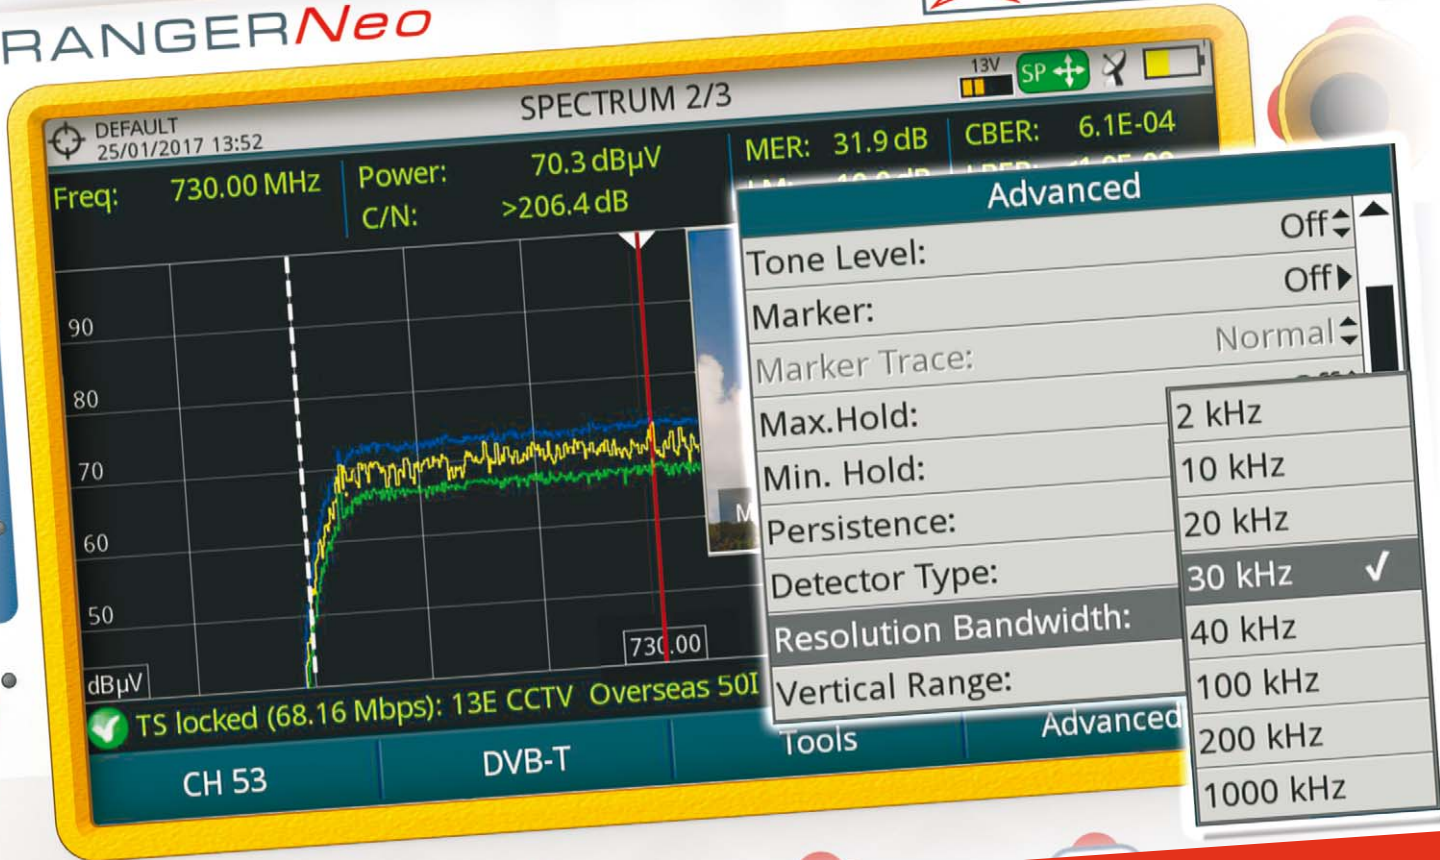 RANGERNeo
DEFAULT
25/01/2017 13:52
SPECTRUM 2/3
13V
SP
Freq: 730.00 MHz
Power: 70.3 dBµV
C/N: >206.4 dB
MER: 31.9 dB
CBER: 6.1E-04
90
80
70
60
50
dBµV
730.00
TS locked (68.16 Mbps): 13E CCTV Overseas
CH 53
DVB-T
Tools
Advanced
Advanced
Tone Level: Off
Marker: Off
Marker Trace: Normal
Max.Hold:
Min. Hold:
Persistence:
Detector Type:
Resolution Bandwidth:
Vertical Range:
2 kHz
10 kHz
20 kHz
30 kHz
40 kHz
100 kHz
200 kHz
1000 kHz